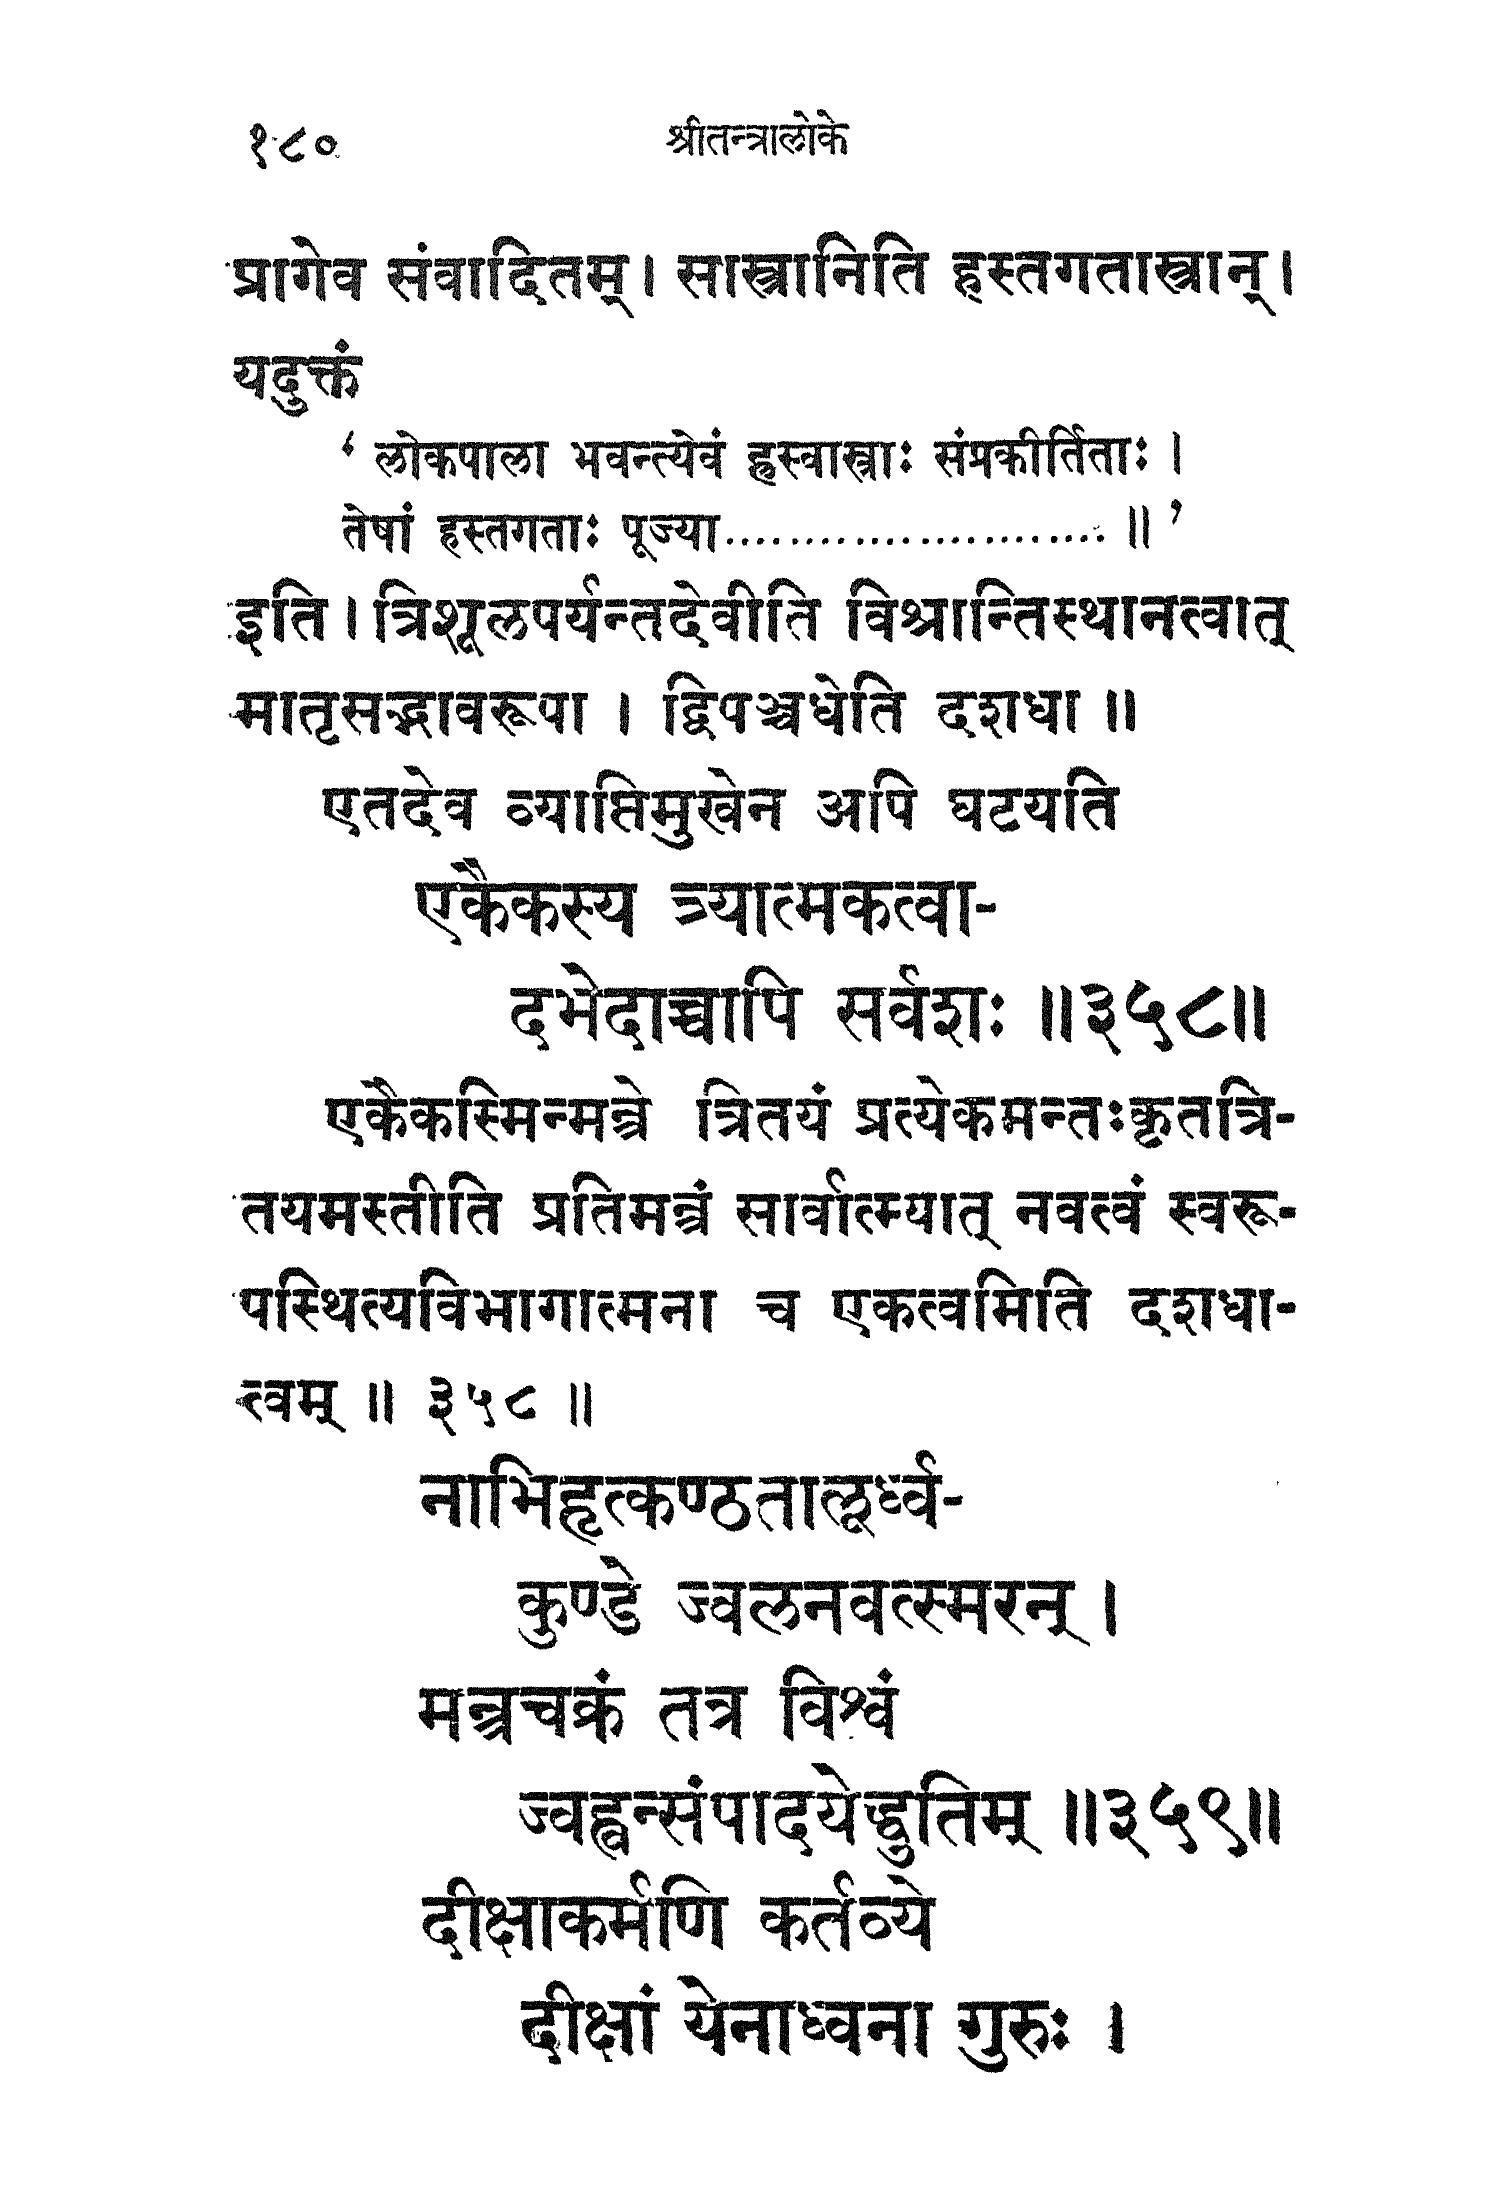 १८०
श्रीतन्त्रालोके
प्रागेव संवादितम् । सास्त्रानिति हस्तगतास्त्रान् ।
यदुक्तं
‘ लोकपाला भवन्त्येवं ह्रस्वास्त्राः संप्रकीर्तिताः ।
तेषां हस्तगताः पूज्या........................ ॥ ’
इति । त्रिशूलपर्यन्तदेवीति विश्रान्तिस्थानत्वात्
मातृसद्भावरूपा । द्विपञ्चधेति दशधा ॥
एतदेव व्याप्तिमुखेन अपि घटयति
एकैकस्य त्र्यात्मकत्वा-
दभेदाच्चापि सर्वशः ॥३५८॥
एकैकस्मिन्मन्त्रे त्रितयं प्रत्येकमन्तःकृतत्रि-
तयमस्तीति प्रतिमन्त्रं सार्वात्म्यात् नवत्वं स्वरू-
पस्थित्यविभागात्मना च एकत्वमिति दशधा-
त्वम् ॥ ३५८ ॥
नाभिहृत्कण्ठतालूर्ध्व-
कुण्डे ज्वलनवत्स्मरन् ।
मन्त्रचक्रं तत्र विश्वं
ज्वह्वन्संपादयेद्धुतिम् ॥३५९॥
दीक्षाकर्मणि कर्तव्ये
दीक्षां येनाध्वना गुरुः ।